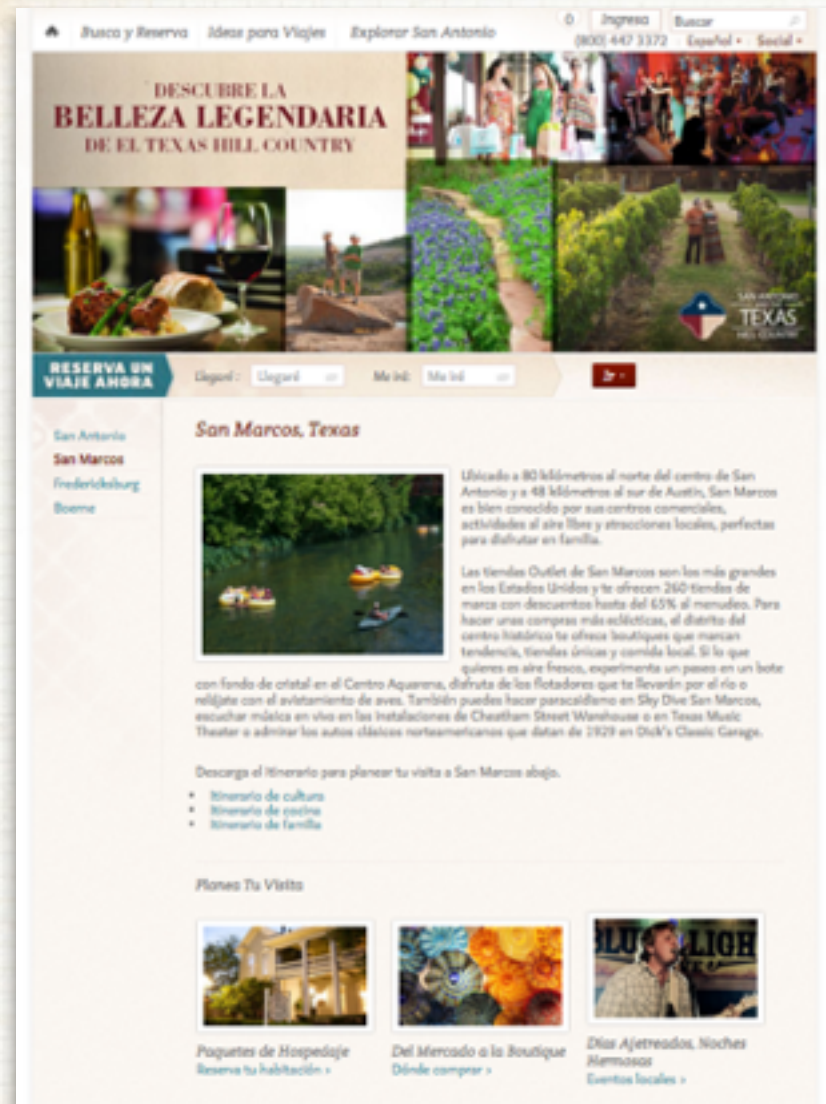 Busca y Reserva Ideas para Viajes Explorar San Antonio
0 Ingresa Buscar
(800) 447 3372 Español Social
DESCUBRE LA
BELLEZA LEGENDARIA
DE EL TEXAS HILL COUNTRY
SAN ANTONIO
TEXAS
HILL COUNTRY
RESERVA UN
VIAJE AHORA
Llegaré : Llegaré Me iré: Me iré Ir
San Antonio
San Marcos
Fredericksburg
Boerne
San Marcos, Texas
Ubicado a 80 kilómetros al norte del centro de San
Antonio y a 48 kilómetros al sur de Austin, San Marcos
es bien conocido por sus centros comerciales,
actividades al aire libre y atracciones locales, perfectas
para disfrutar en familia.
Las tiendas Outlet de San Marcos son los más grandes
en los Estados Unidos y te ofrecen 260 tiendas de
marca con descuentos hasta del 65% al menudeo. Para
hacer unas compras más eclécticas, el distrito del
centro histórico te ofrece boutiques que marcan
tendencia, tiendas únicas y comida local. Si lo que
quieres es aire fresco, experimenta un paseo en un bote
con fondo de cristal en el Centro Aquarena, disfruta de los flotadores que te llevarán por el río o
relájate con el avistamiento de aves. También puedes hacer paracaidismo en Sky Dive San Marcos,
escuchar música en vivo en las instalaciones de Cheatham Street Warehouse o en Texas Music
Theater o admirar los autos clásicos norteamericanos que datan de 1929 en Dick's Classic Garage.
Descarga el itinerario para planear tu visita a San Marcos abajo.
Itinerario de cultura
Itinerario de cocina
Itinerario de familia
Planea Tu Visita
BLU LIGH
Paquetes de Hospedaje
Reserva tu habitación >
Del Mercado a la Boutique
Dónde comprar >
Días Ajetreados, Noches
Hermosas
Eventos locales >